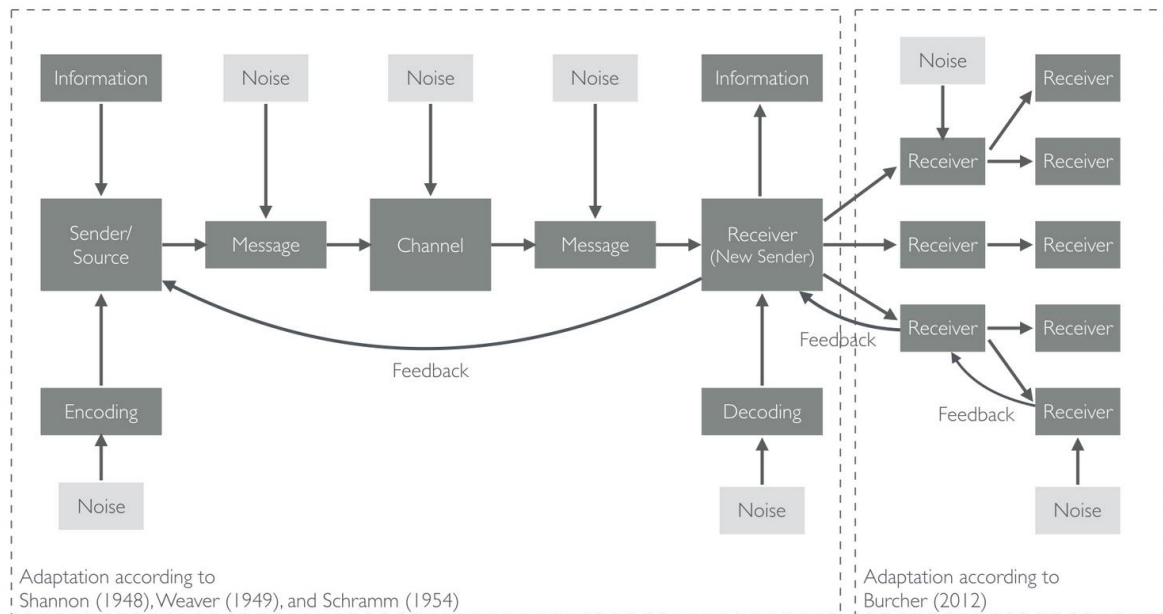 Information
Noise
Noise
Noise
Information
Noise
Receiver
Receiver
Receiver
Sender/
Source
Message
Channel
Message
Receiver
(New Sender)
Receiver
Receiver
Feedback
Feedback
Receiver
Receiver
Encoding
Decoding
Feedback
Receiver
Noise
Noise
Noise
Adaptation according to
Shannon (1948), Weaver (1949), and Schramm (1954)
Adaptation according to
Burcher (2012)